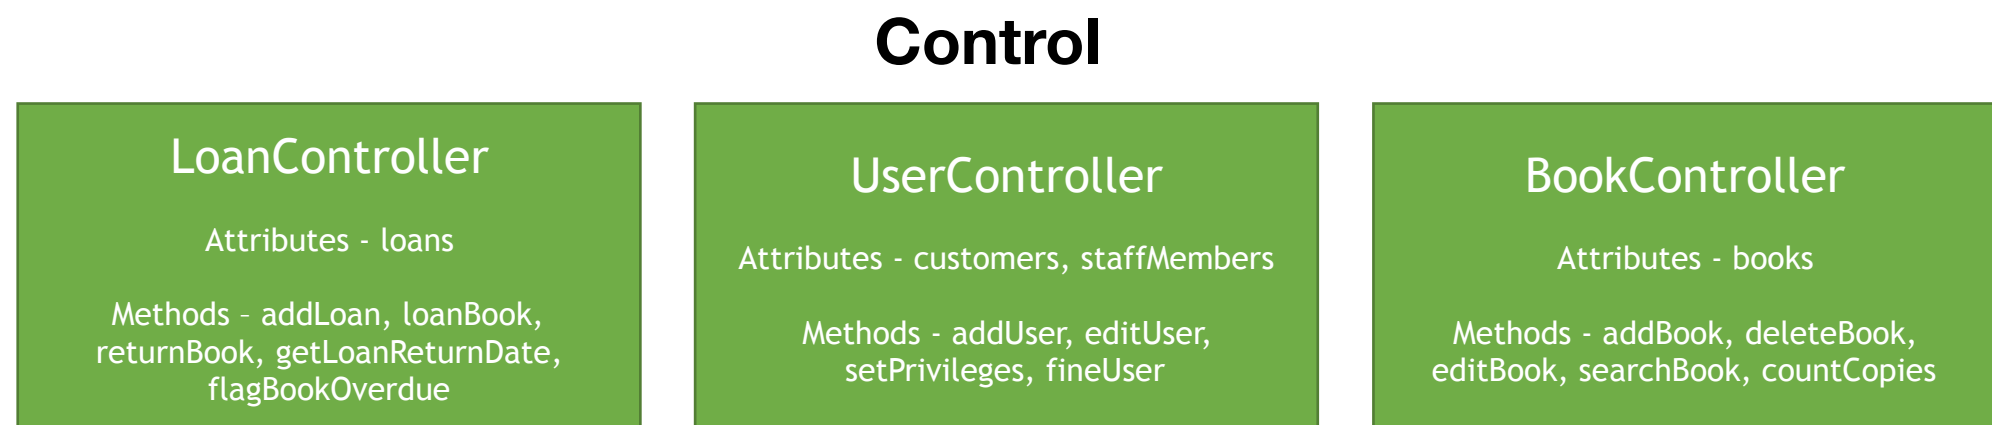 Control
LoanController
Attributes - loans
Methods – addLoan, loanBook,
returnBook, getLoanReturnDate,
flagBookOverdue
UserController
Attributes - customers, staffMembers
Methods - addUser, editUser,
setPrivileges, fineUser
BookController
Attributes - books
Methods - addBook, deleteBook,
editBook, searchBook, countCopies